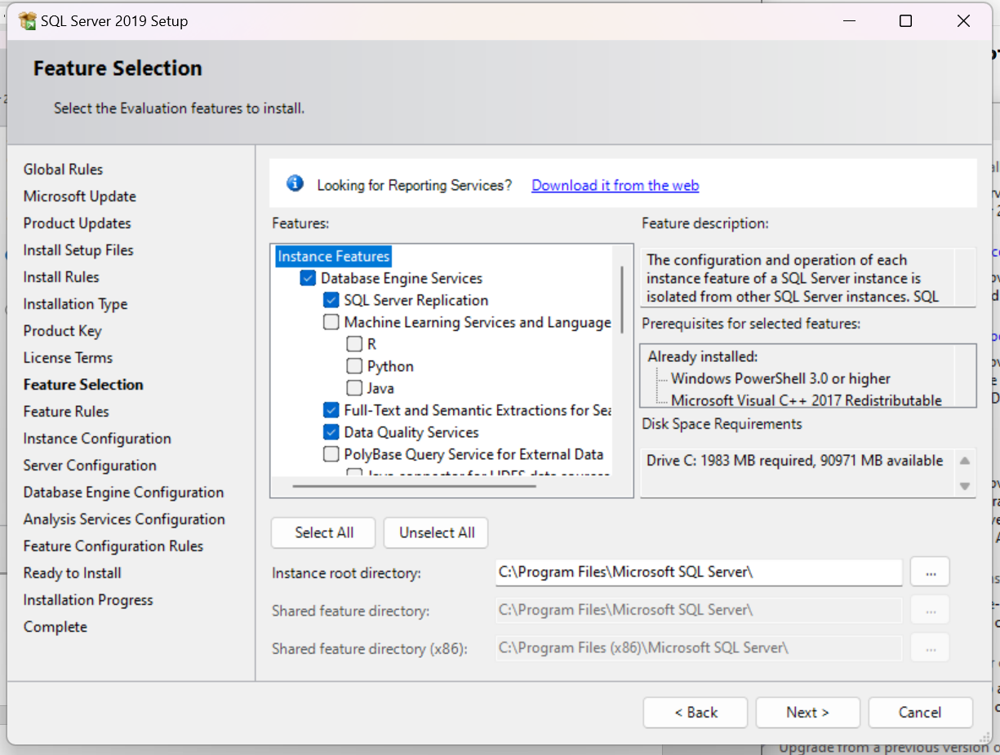 SQL Server 2019 Setup
Feature Selection
Select the Evaluation features to install.
Global Rules
Microsoft Update
Product Updates
Install Setup Files
Install Rules
Installation Type
Product Key
License Terms
Feature Selection
Feature Rules
Instance Configuration
Server Configuration
Database Engine Configuration
Analysis Services Configuration
Feature Configuration Rules
Ready to Install
Installation Progress
Complete
Looking for Reporting Services? Download it from the web
Features:
Instance Features
Database Engine Services
SQL Server Replication
Machine Learning Services and Language
R
Python
Java
Full-Text and Semantic Extractions for Sea
Data Quality Services
PolyBase Query Service for External Data
Java connector for HDFS data sources
Feature description:
The configuration and operation of each
instance feature of a SQL Server instance is
isolated from other SQL Server instances. SQL
Prerequisites for selected features:
Already installed:
Windows PowerShell 3.0 or higher
Microsoft Visual C++ 2017 Redistributable
Disk Space Requirements
Drive C: 1983 MB required, 90971 MB available
Select All
Unselect All
Instance root directory:
C:\Program Files\Microsoft SQL Server\
...
Shared feature directory:
C:\Program Files\Microsoft SQL Server\
...
Shared feature directory (x86):
C:\Program Files (x86)\Microsoft SQL Server\
...
< Back
Next >
Cancel
Upgrade from a previous version o